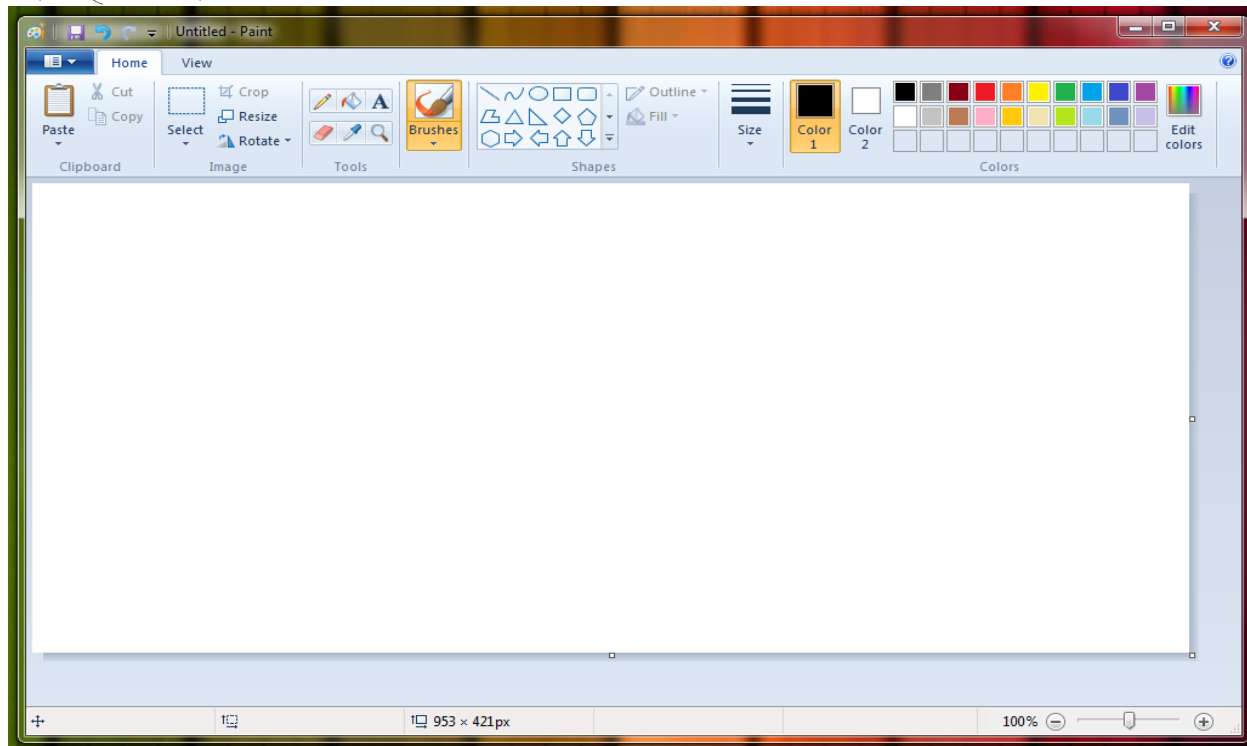 Untitled - Paint
Home View
Cut
Copy
Paste
Clipboard
Crop
Resize
Rotate
Select
Image
A
Tools
Brushes
Outline
Fill
Shapes
Size
Color 1
Color 2
Edit colors
Colors
953 × 421px
100%